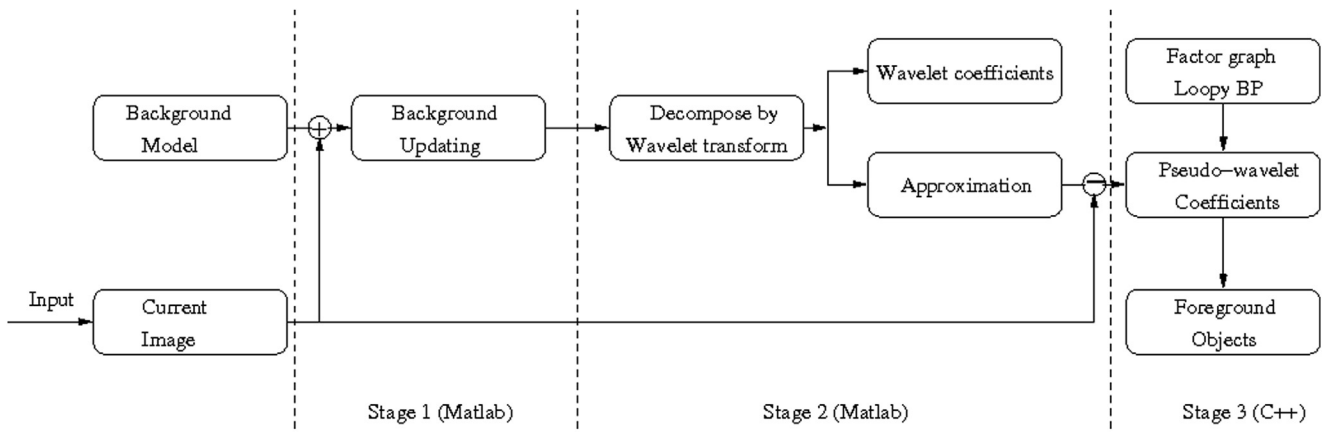 Background
Model
Input
Current
Image
Background
Updating
Stage 1 (Matlab)
Decompose by
Wavelet transform
Wavelet coefficients
Approximation
Stage 2 (Matlab)
Factor graph
Loopy BP
Pseudo-wavelet
Coefficients
Foreground
Objects
Stage 3 (C++)